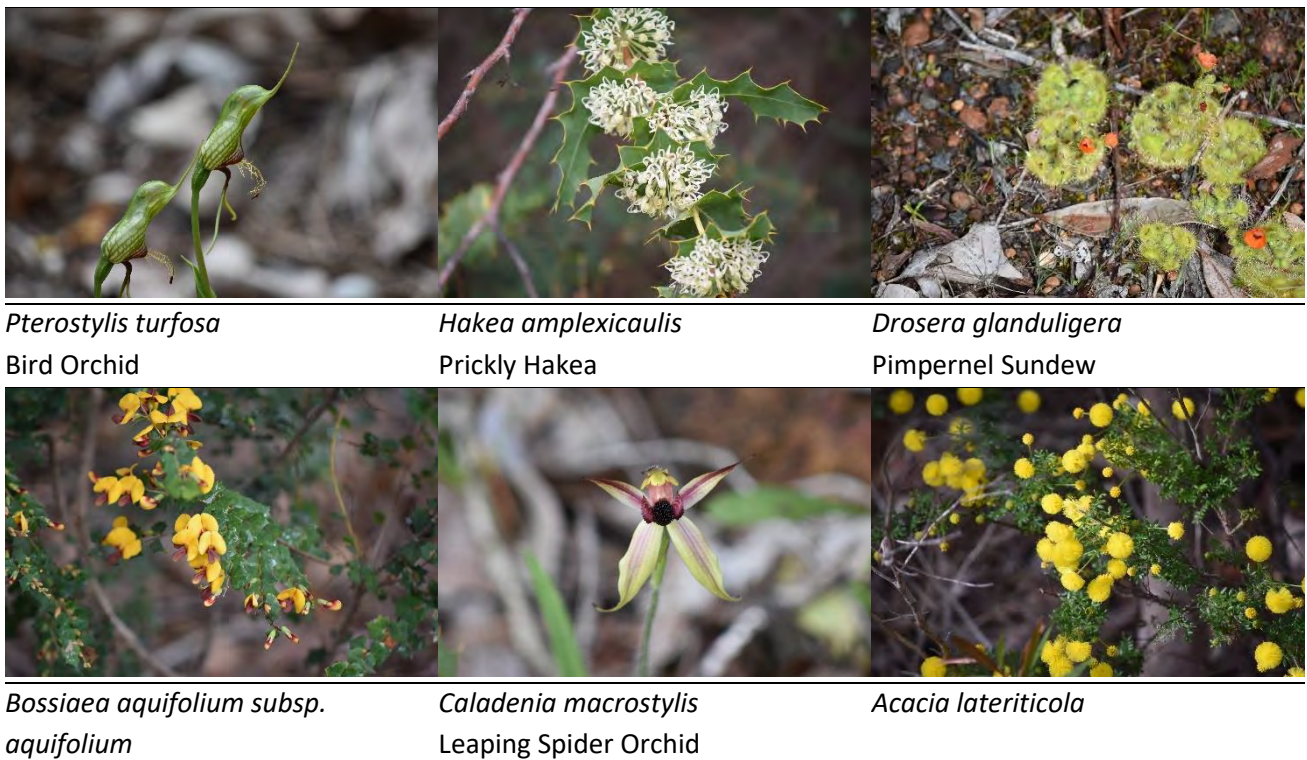 Pterostylis turfosa
Bird Orchid
Hakea amplexicaulis
Prickly Hakea
Drosera glanduligera
Pimpernel Sundew
Bossiaea aquifolium subsp.
aquifolium
Caladenia macrostylis
Leaping Spider Orchid
Acacia lateriticola